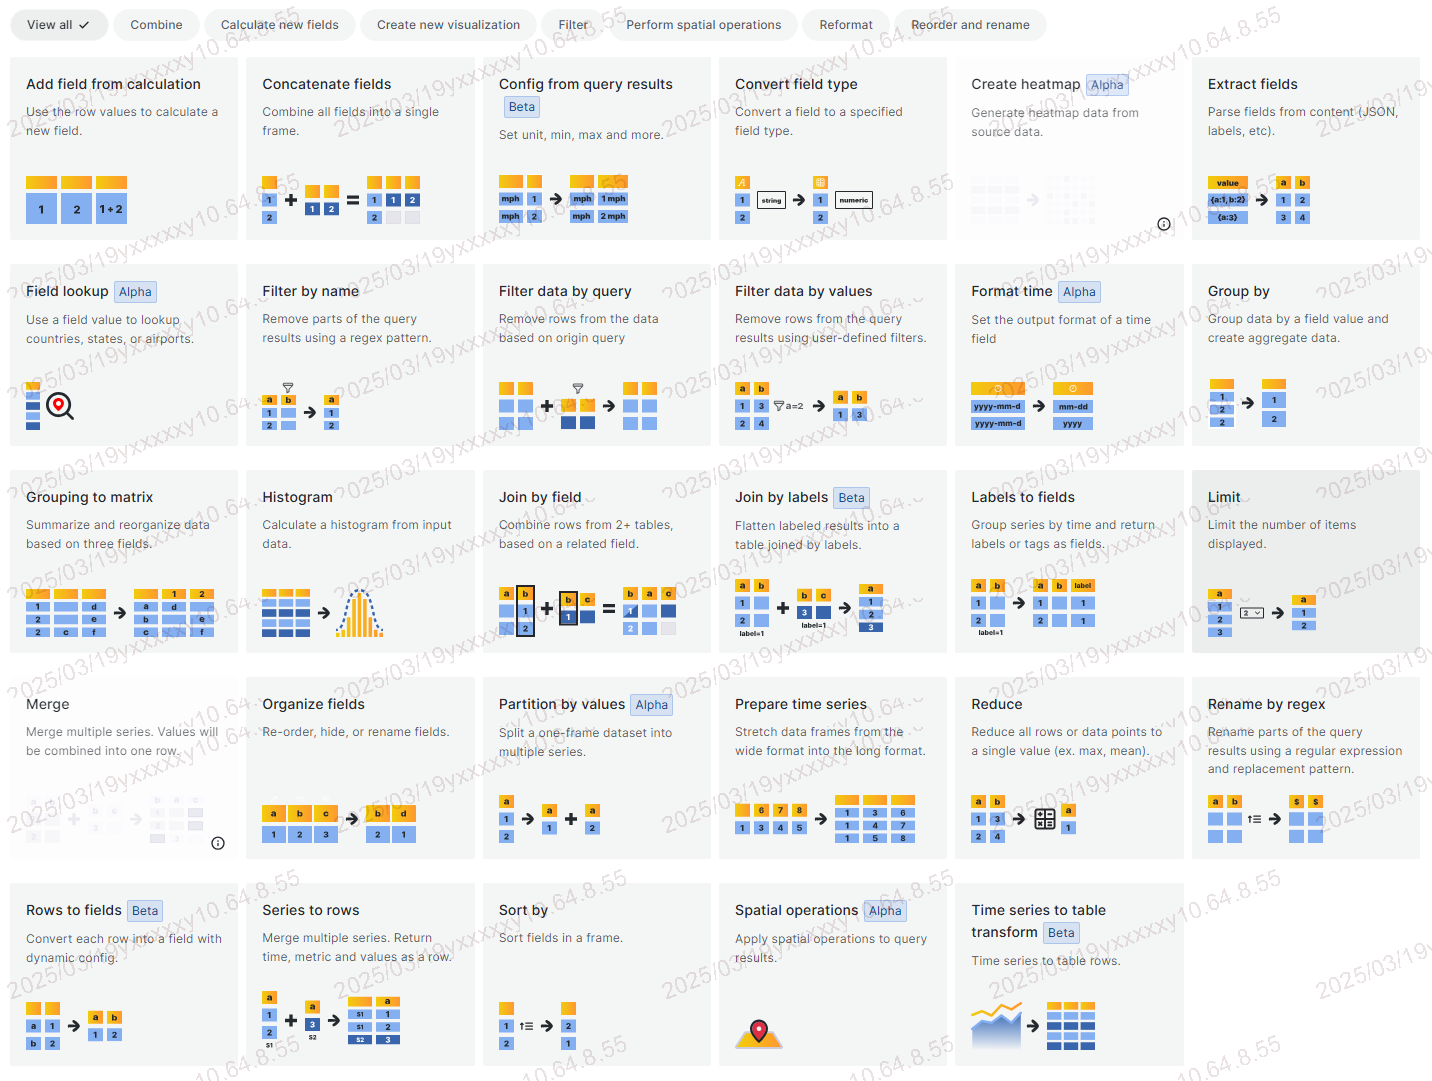 View all
Combine
Calculate new fields
Create new visualization
Filter
Perform spatial operations
Reformat
Reorder and rename
Add field from calculation
Use the row values to calculate a
new field.
1 2 1+2
Concatenate fields
Combine all fields into a single
frame.
1 2 + 1 2 = 1 1 2 2
Config from query results
Beta
Set unit, min, max and more.
mph 1 mph 1 mph
mph 2 mph 2 mph
Convert field type
Convert a field to a specified
field type.
1 string 1 numeric
2 2
Create heatmap Alpha
Generate heatmap data from
source data.
Extract fields
Parse fields from content (JSON,
labels, etc).
value a b
{a:1, b:2} 1 2
{a:3} 3 4
Field lookup Alpha
Use a field value to lookup
countries, states, or airports.
Filter by name
Remove parts of the query
results using a regex pattern.
a b a
1 1
2 2
Filter data by query
Remove rows from the data
based on origin query
Filter data by values
Remove rows from the query
results using user-defined filters.
a b a b
1 3 a=2 1 3
2 4
Format time Alpha
Set the output format of a time
field
yyyy-mm-d mm-dd
yyyy-mm-d yyyy
Group by
Group data by a field value and
create aggregate data.
1 1
2 2
2
Grouping to matrix
Summarize and reorganize data
based on three fields.
1 2
1 d a d
2 e b e
2 c f c f
Histogram
Calculate a histogram from input
data.
Join by field
Combine rows from 2+ tables,
based on a related field.
a b b c b a c
1 + 1 = 1
2 2
Join by labels Beta
Flatten labeled results into a
table joined by labels.
a b b c a
1 + 3 1
2 2
label=1 label=1 3
Labels to fields
Group series by time and return
labels or tags as fields.
a b a b label
1 1 1
2 2 1
label=1
Limit
Limit the number of items
displayed.
a a
1 2 1
2 2
3
Merge
Merge multiple series. Values will
be combined into one row.
Organize fields
Re-order, hide, or rename fields.
a b c b d
1 2 3 2 1
Partition by values Alpha
Split a one-frame dataset into
multiple series.
a a a
1 1 + 2
2
Prepare time series
Stretch data frames from the
wide format into the long format.
6 7 8 1 3 6
1 3 4 5 1 4 7
1 5 8
Reduce
Reduce all rows or data points to
a single value (ex. max, mean).
a b a
1 3 1
2 4
Rename by regex
Rename parts of the query
results using a regular expression
and replacement pattern.
a b $ $
Rows to fields Beta
Convert each row into a field with
dynamic config.
a 1 a b
b 2 1 2
Series to rows
Merge multiple series. Return
time, metric and values as a row.
a a a
1 + 3 S1 1
2 S1 2
S1 S2 S2 3
Sort by
Sort fields in a frame.
1 2
2 1
Spatial operations Alpha
Apply spatial operations to query
results.
Time series to table
transform Beta
Time series to table rows.
2025/03/19yxxxxxy10.64.8.55